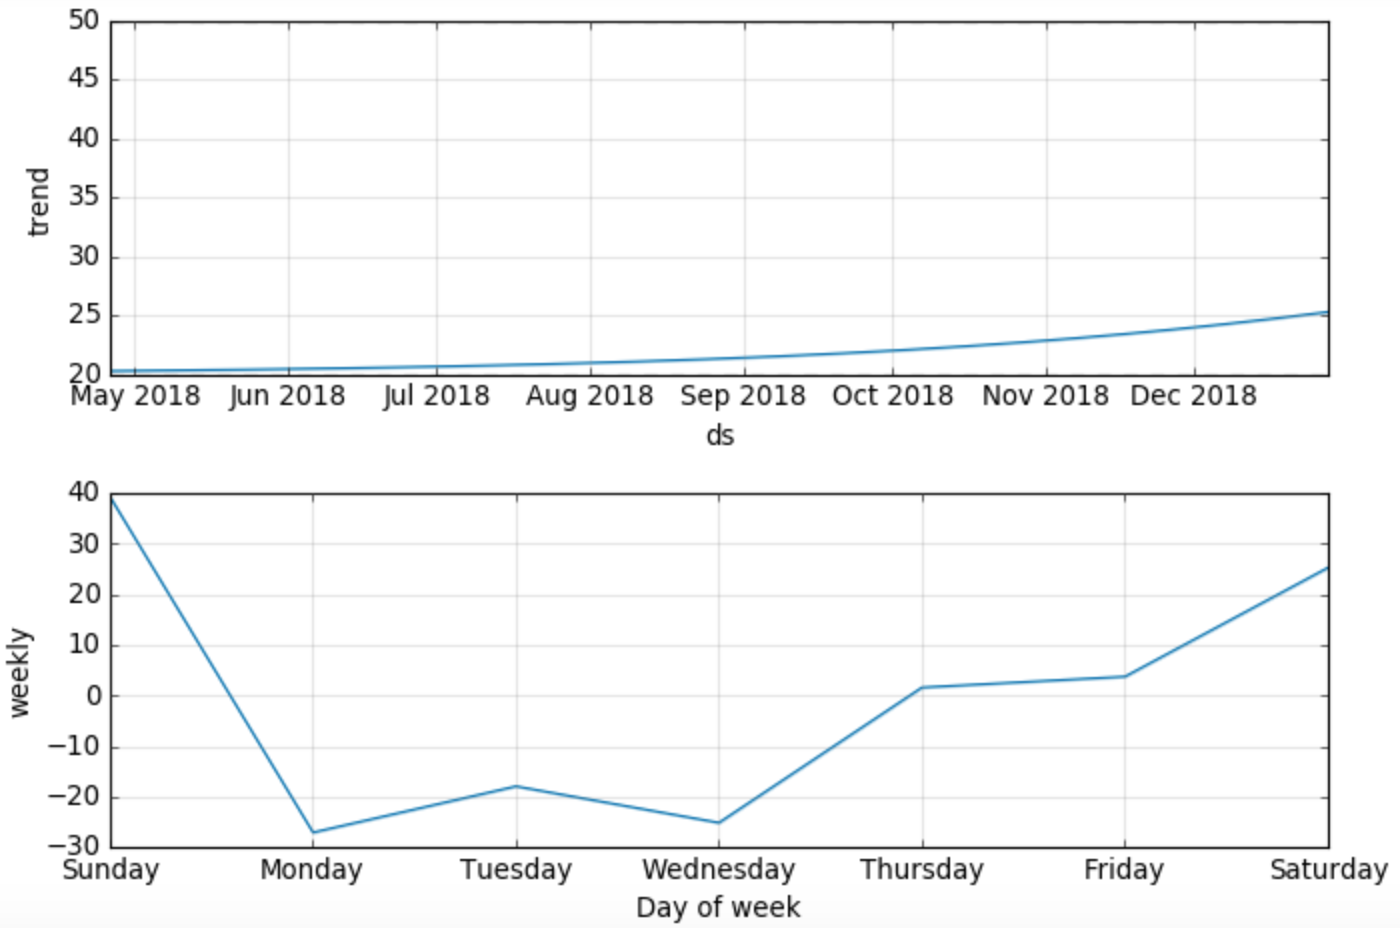 50
45
40
35
30
25
20
trend
May 2018 Jun 2018 Jul 2018 Aug 2018 Sep 2018 Oct 2018 Nov 2018 Dec 2018
ds
40
30
20
10
0
−10
−20
−30
weekly
Sunday Monday Tuesday Wednesday Thursday Friday Saturday
Day of week